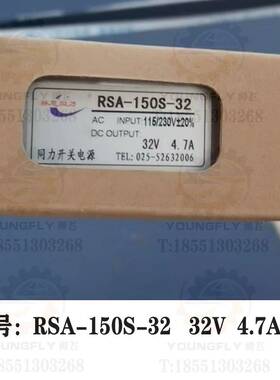 RSA-150S-32
AC INPUT: 115/230V±20%
DC OUTPUT:
32V 4.7A
同力开关电源 TEL: 025-52632006
YOUNGFLY
T:18551303268
YOUNGFLY
T:18551303268
号: RSA-150S-32 32V 4.7A